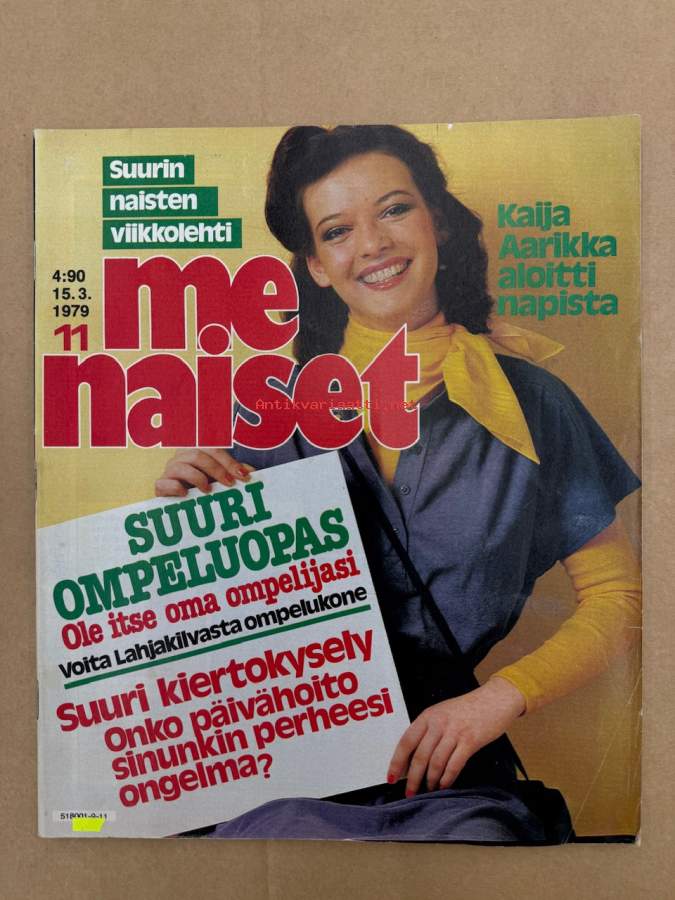 Suurin
naisten
viikkolehti
4:90
15.3.
1979
11
me
naiset
Kaija
Aarikka
aloitti
napista
Antikvariaatti.net
SUURI
OMPELUOPAS
Ole itse oma ompelijasi
Voita Lahjakilvasta ompelukone
Suuri kiertokysely
Onko päivähoito
sinunkin perheesi
ongelma?
518001-9-11